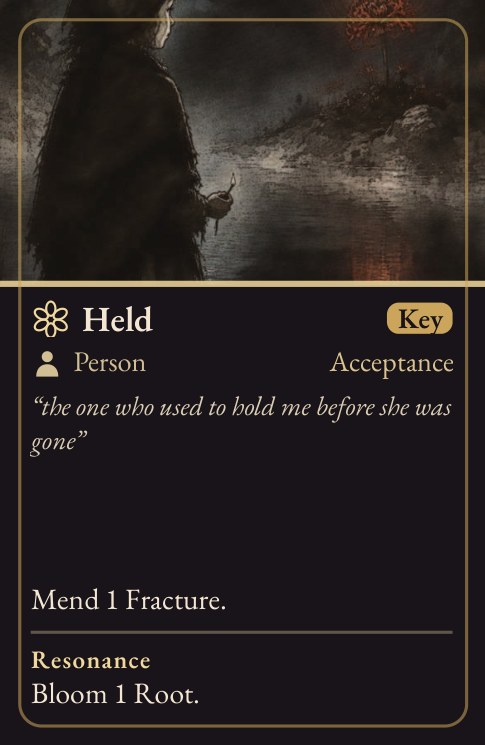 Held
Key
Person
Acceptance
“the one who used to hold me before she was
gone”
Mend 1 Fracture.
Resonance
Bloom 1 Root.